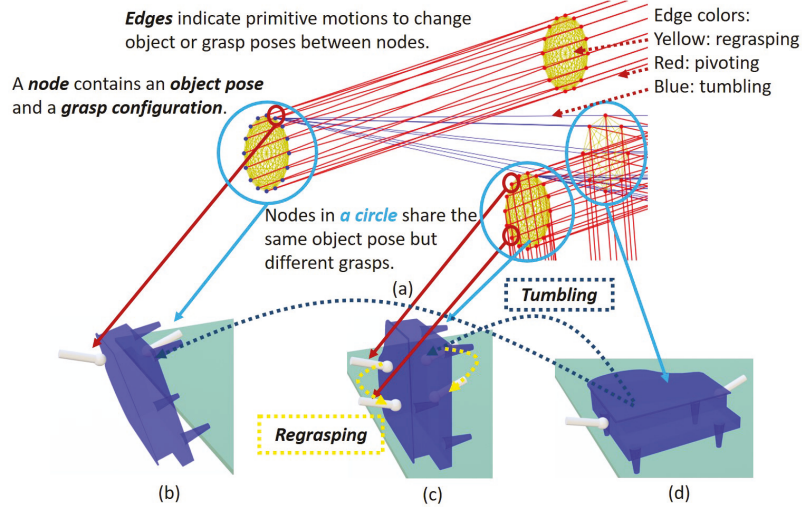 Edges indicate primitive motions to change
object or grasp poses between nodes.
Edge colors:
Yellow: regrasping
Red: pivoting
Blue: tumbling
A node contains an object pose
and a grasp configuration.
Nodes in a circle share the
same object pose but
different grasps.
(a)
Tumbling
Regrasping
(b)
(c)
(d)